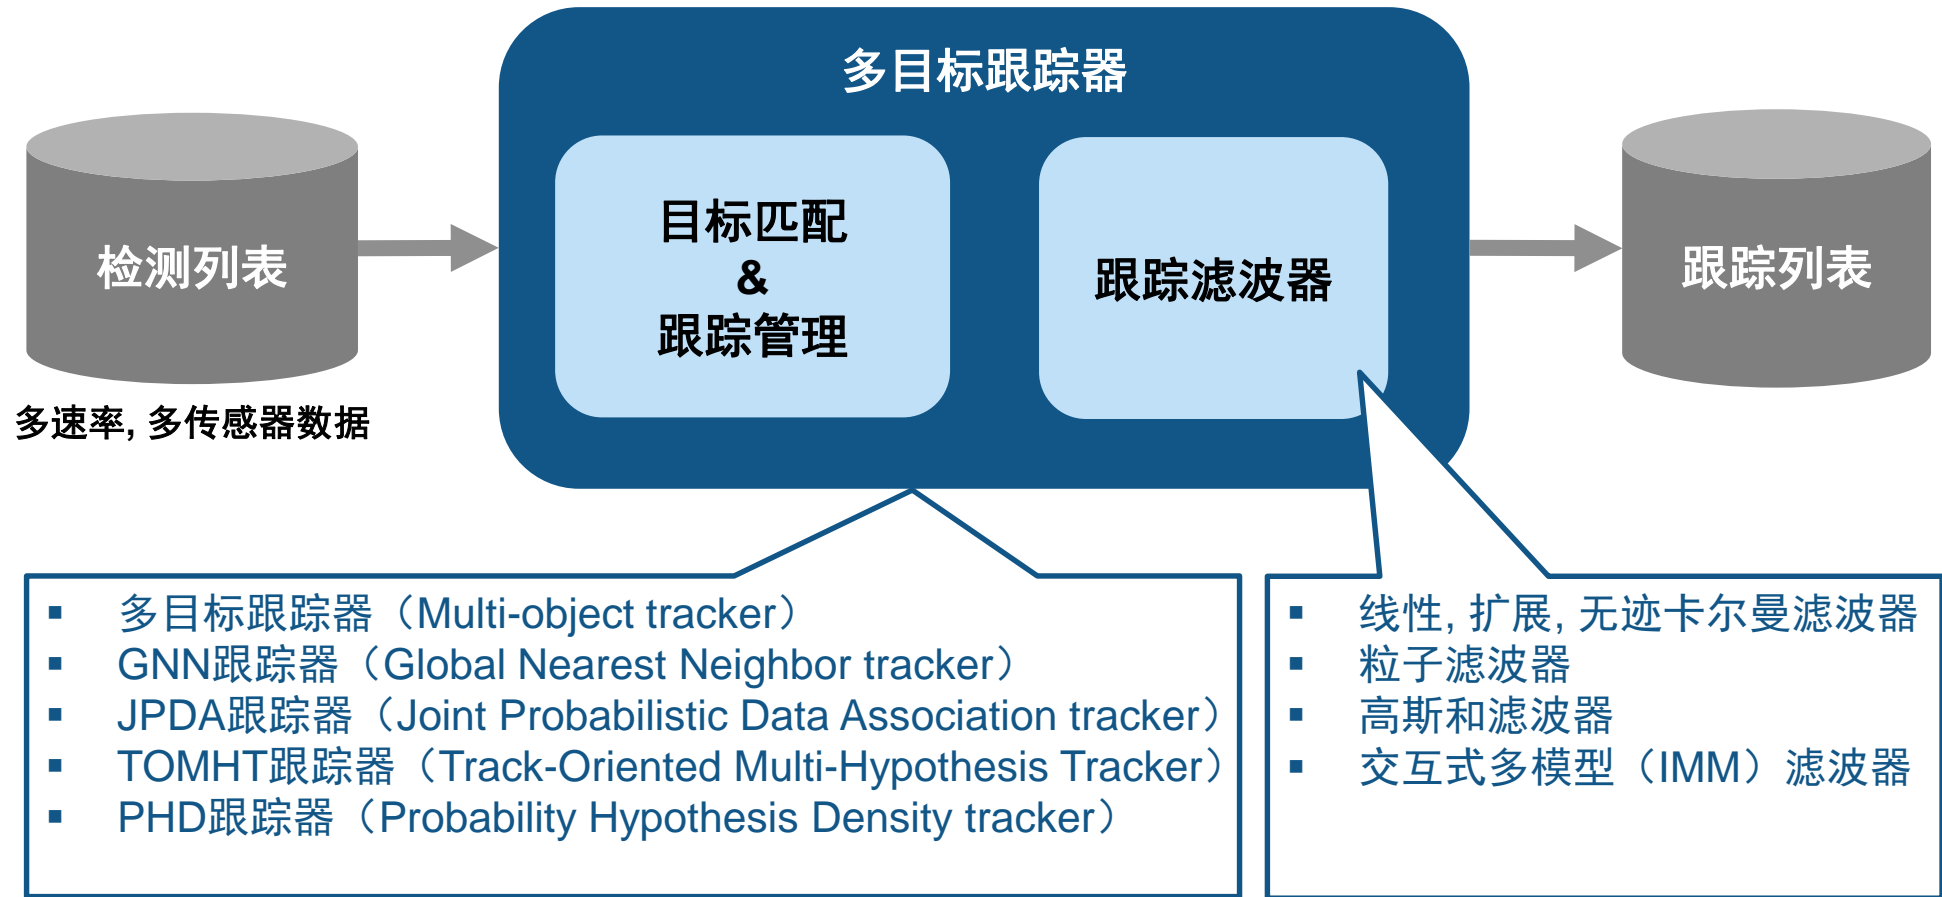 多目标跟踪器
检测列表
目标匹配
&
跟踪管理
跟踪滤波器
跟踪列表
多速率, 多传感器数据
▪ 多目标跟踪器（Multi-object tracker）
▪ GNN跟踪器（Global Nearest Neighbor tracker）
▪ JPDA跟踪器（Joint Probabilistic Data Association tracker）
▪ TOMHT跟踪器（Track-Oriented Multi-Hypothesis Tracker）
▪ PHD跟踪器（Probability Hypothesis Density tracker）
▪ 线性, 扩展, 无迹卡尔曼滤波器
▪ 粒子滤波器
▪ 高斯和滤波器
▪ 交互式多模型（IMM）滤波器